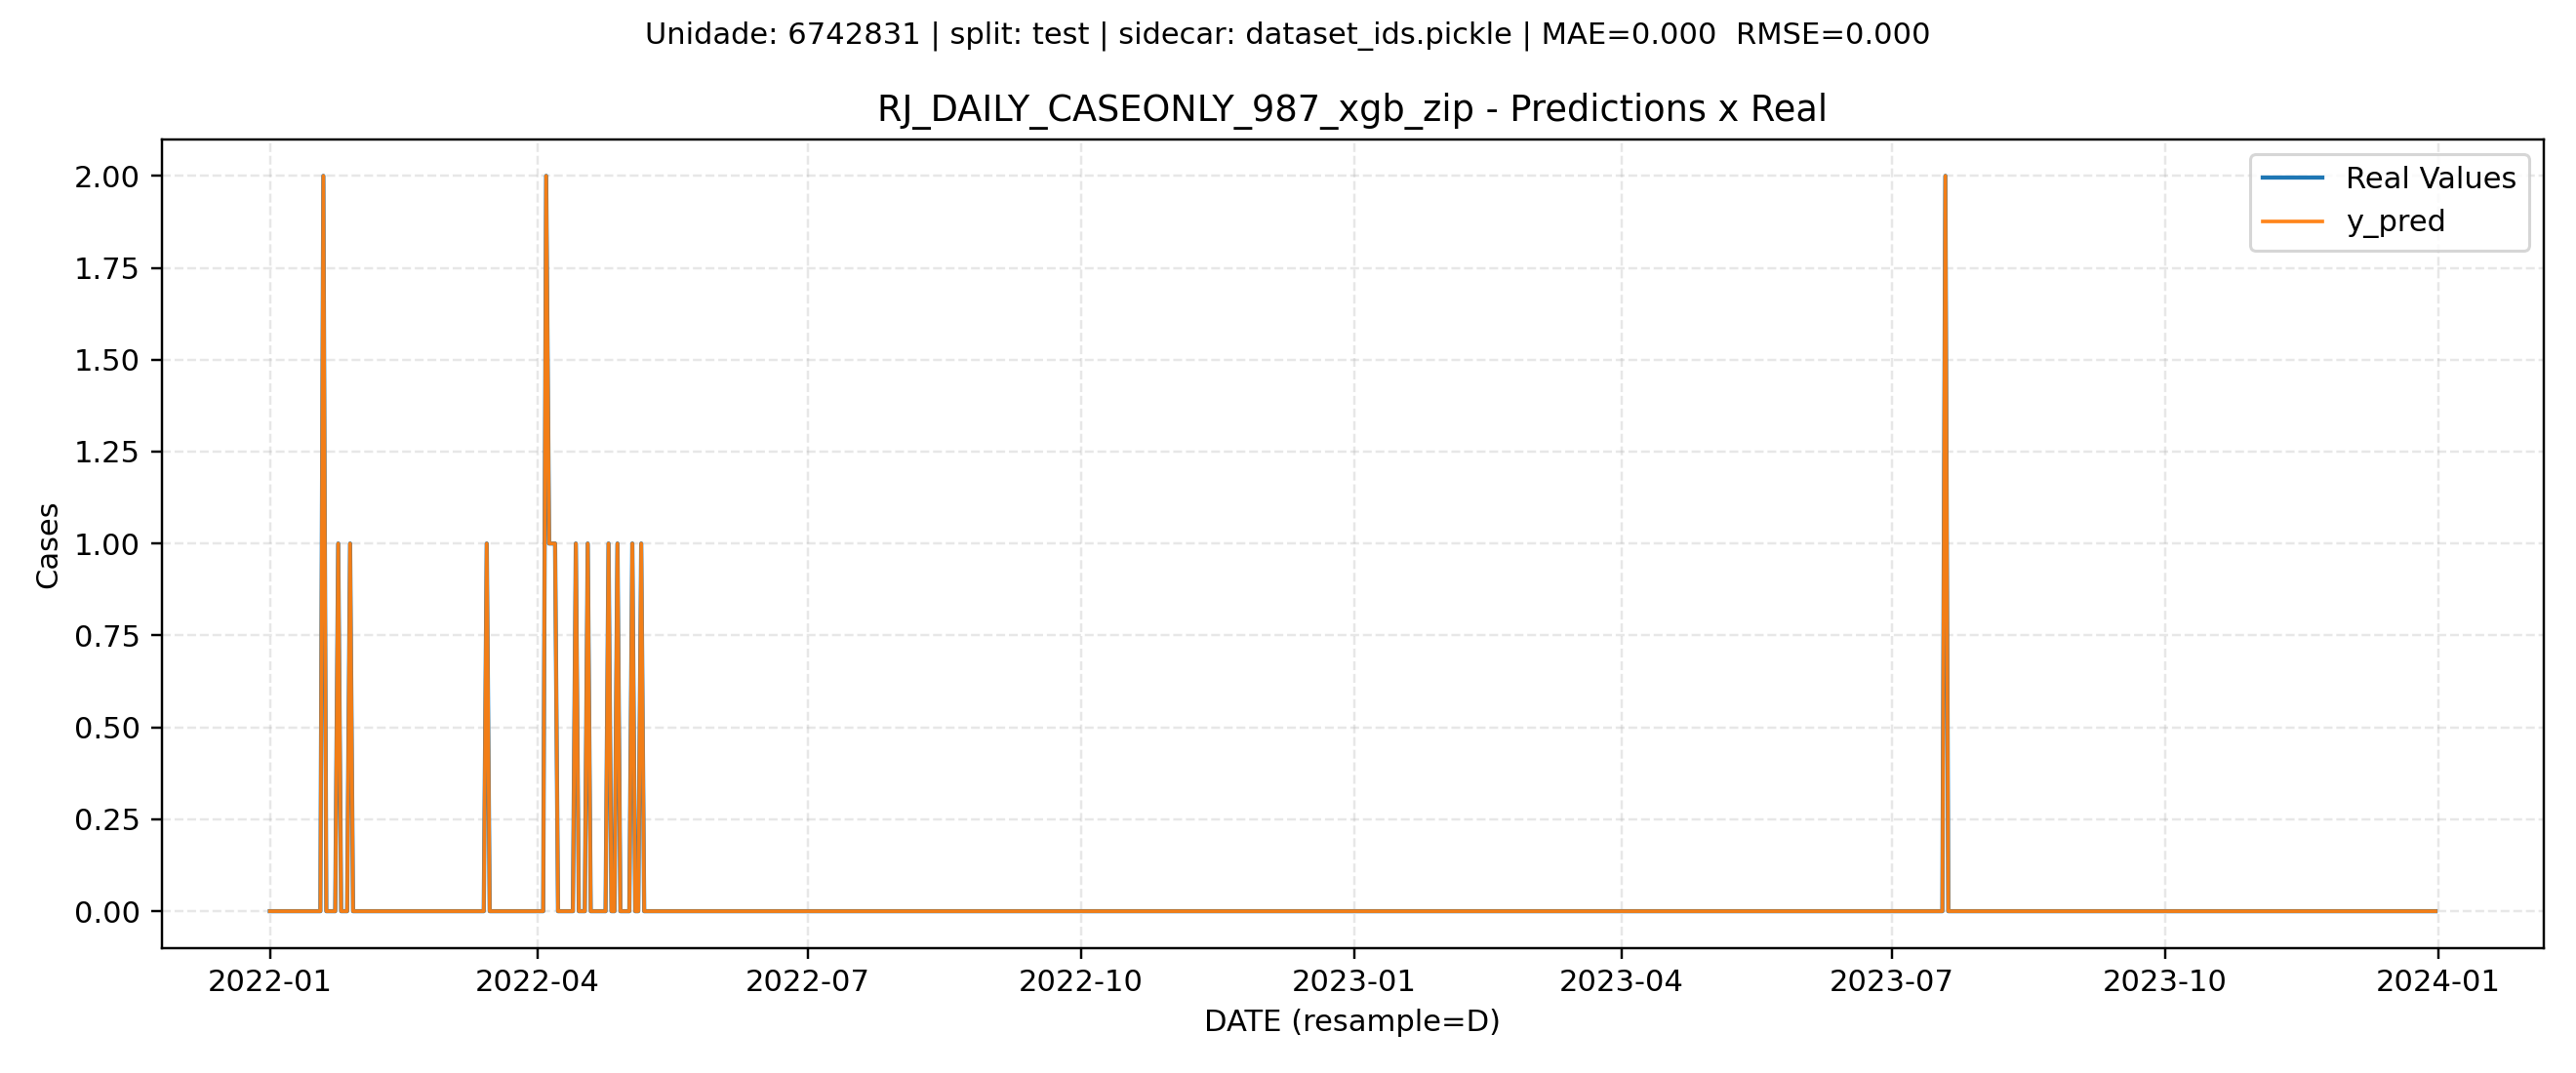 Unidade: 6742831 | split: test | sidecar: dataset_ids.pickle | MAE=0.000  RMSE=0.000
RJ_DAILY_CASEONLY_987_xgb_zip - Predictions x Real
Real Values
y_pred
Cases
2.00
1.75
1.50
1.25
1.00
0.75
0.50
0.25
0.00
2022-01 2022-04 2022-07 2022-10 2023-01 2023-04 2023-07 2023-10 2024-01
DATE (resample=D)